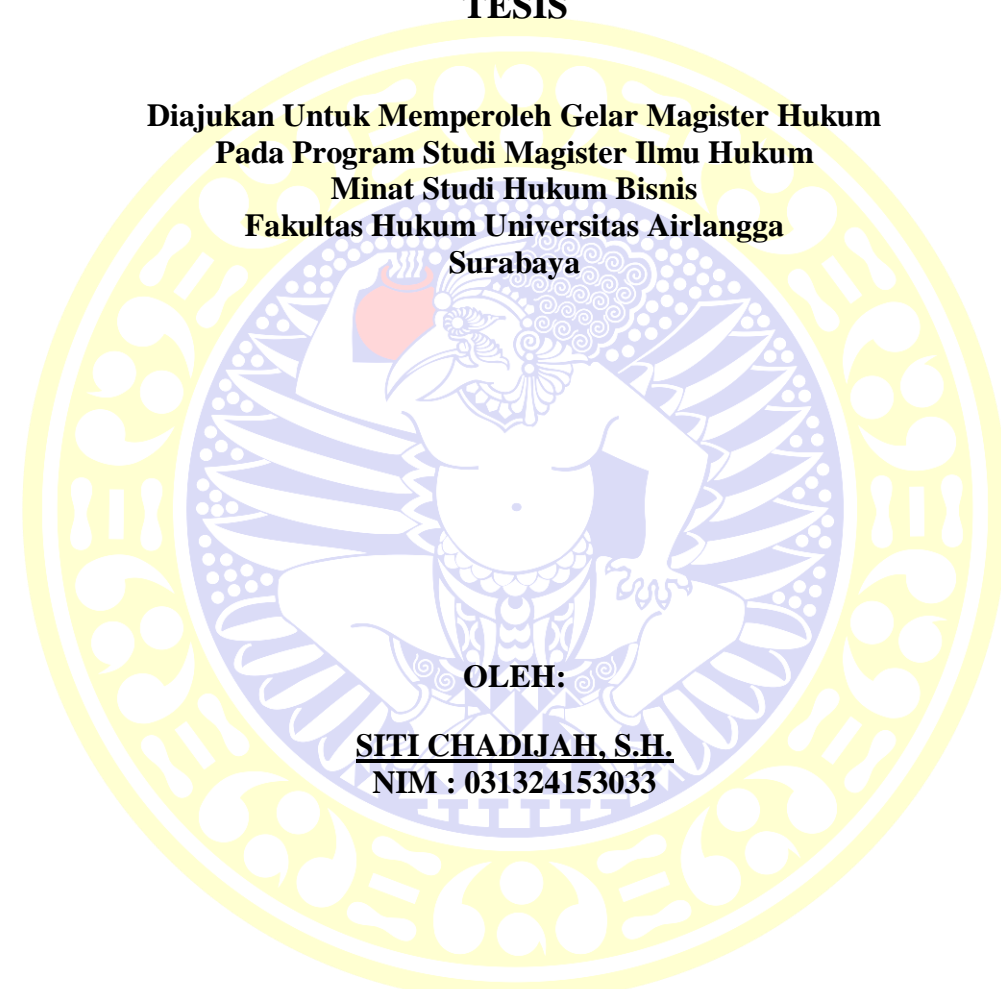 TESIS
Diajukan Untuk Memperoleh Gelar Magister Hukum
Pada Program Studi Magister Ilmu Hukum
Minat Studi Hukum Bisnis
Fakultas Hukum Universitas Airlangga
Surabaya
OLEH:
SITI CHADIJAH, S.H.
NIM : 031324153033